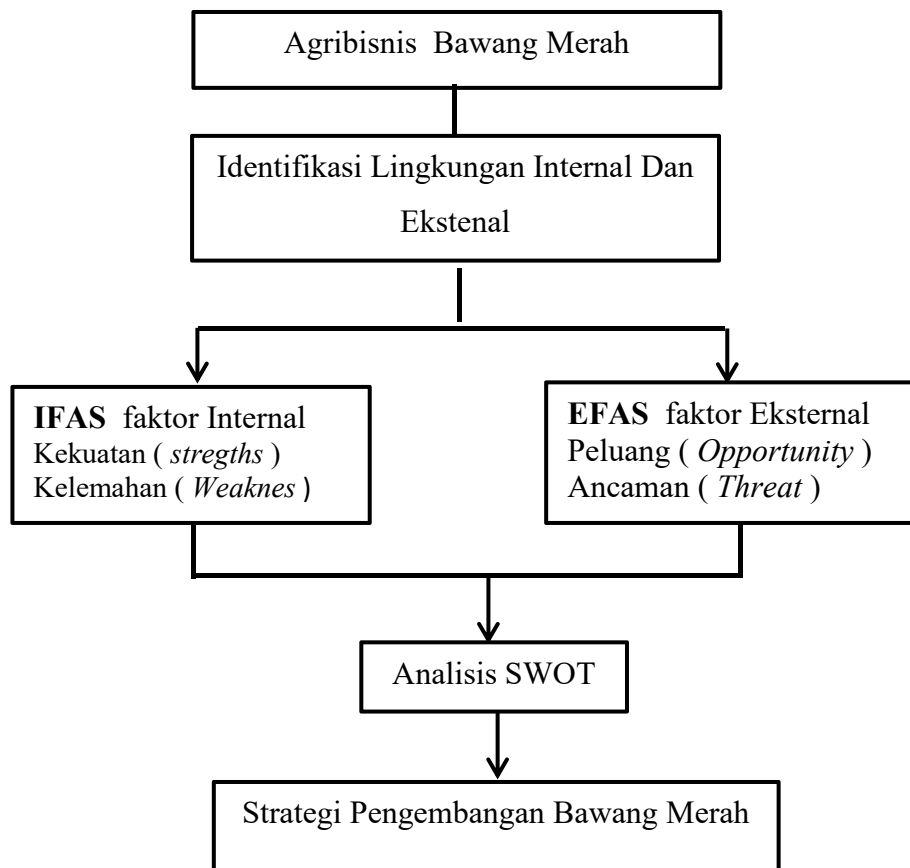 Agribisnis Bawang Merah
Identifikasi Lingkungan Internal Dan
Ekstenal
IFAS faktor Internal
Kekuatan ( stregths )
Kelemahan ( Weaknes )
EFAS faktor Eksternal
Peluang ( Opportunity )
Ancaman ( Threat )
Analisis SWOT
Strategi Pengembangan Bawang Merah